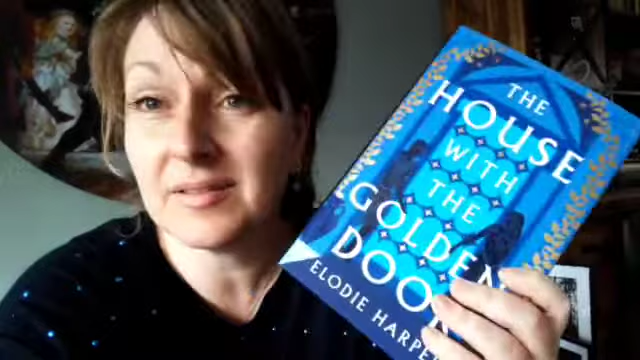 THE
HOUSE
WITH
THE
GOLDEN
DOOR
ELODIE HARPER